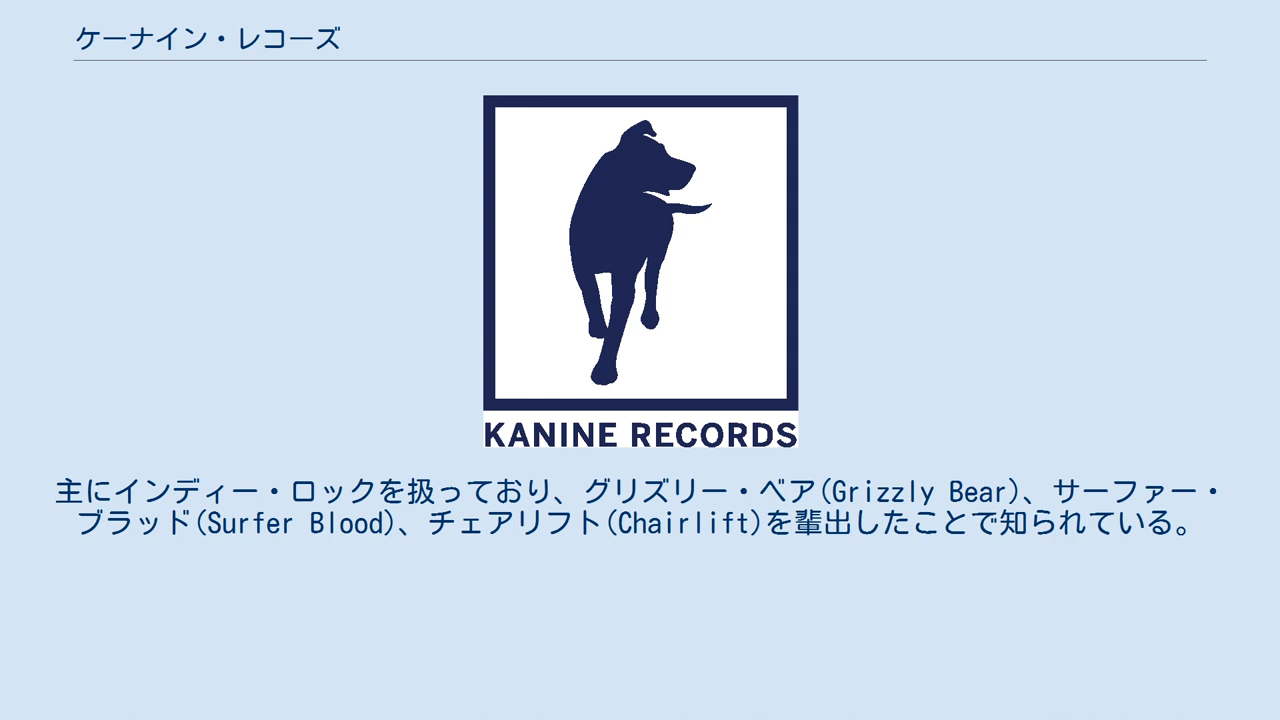 ケーナイン・レコーズ
KANINE RECORDS
主にインディー・ロックを扱っており、グリズリー・ベア(Grizzly Bear)、サーファー・
ブラッド(Surfer Blood)、チェアリフト(Chairlift)を輩出したことで知られている。